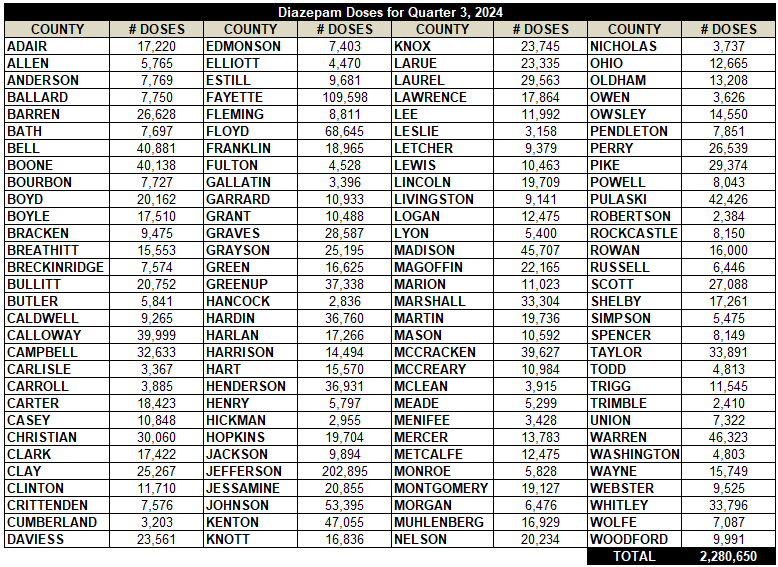 Diazepam Doses for Quarter 3, 2024
COUNTY # DOSES COUNTY # DOSES COUNTY # DOSES COUNTY # DOSES
ADAIR 17,220 EDMONSON 7,403 KNOX 23,745 NICHOLAS 3,737
ALLEN 5,765 ELLIOTT 4,470 LARUE 23,335 OHIO 12,665
ANDERSON 7,769 ESTILL 9,681 LAUREL 29,563 OLDHAM 13,208
BALLARD 7,750 FAYETTE 109,598 LAWRENCE 17,864 OWEN 3,626
BARREN 26,628 FLEMING 8,811 LEE 11,992 OWSLEY 14,550
BATH 7,697 FLOYD 68,645 LESLIE 3,158 PENDLETON 7,851
BELL 40,881 FRANKLIN 18,965 LETCHER 9,379 PERRY 26,539
BOONE 40,138 FULTON 4,528 LEWIS 10,463 PIKE 29,374
BOURBON 7,727 GALLATIN 3,396 LINCOLN 19,709 POWELL 8,043
BOYD 20,162 GARRARD 10,933 LIVINGSTON 9,141 PULASKI 42,426
BOYLE 17,510 GRANT 10,488 LOGAN 12,475 ROBERTSON 2,384
BRACKEN 9,475 GRAVES 28,587 LYON 5,400 ROCKCASTLE 8,150
BREATHITT 15,553 GRAYSON 25,195 MADISON 45,707 ROWAN 16,000
BRECKINRIDGE 7,574 GREEN 16,625 MAGOFFIN 22,165 RUSSELL 6,446
BULLITT 20,752 GREENUP 37,338 MARION 11,023 SCOTT 27,088
BUTLER 5,841 HANCOCK 2,836 MARSHALL 33,304 SHELBY 17,261
CALDWELL 9,265 HARDIN 36,760 MARTIN 19,736 SIMPSON 5,475
CALLOWAY 39,999 HARLAN 17,266 MASON 10,592 SPENCER 8,149
CAMPBELL 32,633 HARRISON 14,494 MCCRACKEN 39,627 TAYLOR 33,891
CARLISLE 3,367 HART 15,570 MCCREARY 10,984 TODD 4,813
CARROLL 3,885 HENDERSON 36,931 MCLEAN 3,915 TRIGG 11,545
CARTER 18,423 HENRY 5,797 MEADE 5,299 TRIMBLE 2,410
CASEY 10,848 HICKMAN 2,955 MENIFEE 3,428 UNION 7,322
CHRISTIAN 30,060 HOPKINS 19,704 MERCER 13,783 WARREN 46,323
CLARK 17,422 JACKSON 9,894 METCALFE 12,475 WASHINGTON 4,803
CLAY 25,267 JEFFERSON 202,895 MONROE 5,828 WAYNE 15,749
CLINTON 11,710 JESSAMINE 20,855 MONTGOMERY 19,127 WEBSTER 9,525
CRITTENDEN 7,576 JOHNSON 53,395 MORGAN 6,476 WHITLEY 33,796
CUMBERLAND 3,203 KENTON 47,055 MUHLENBERG 16,929 WOLFE 7,087
DAVIESS 23,561 KNOTT 16,836 NELSON 20,234 WOODFORD 9,991
TOTAL 2,280,650